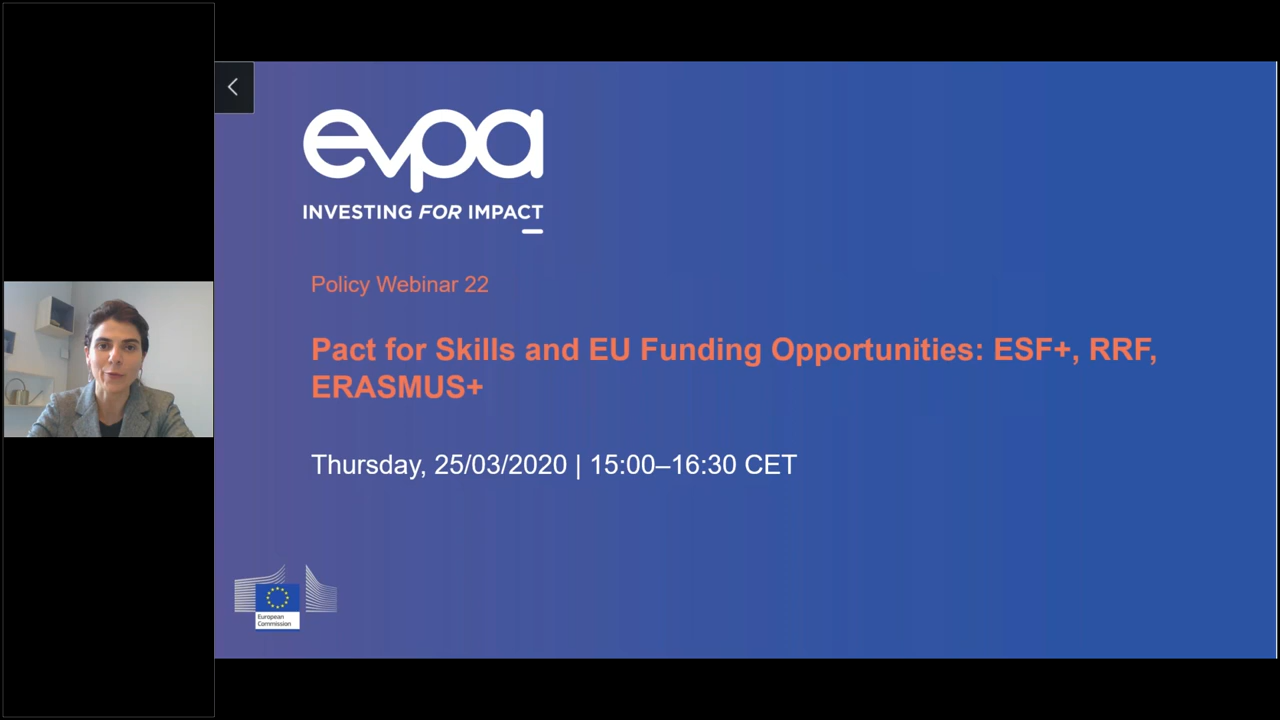 evpa
INVESTING FOR IMPACT
Policy Webinar 22
Pact for Skills and EU Funding Opportunities: ESF+, RRF,
ERASMUS+
Thursday, 25/03/2020 | 15:00–16:30 CET
European
Commission